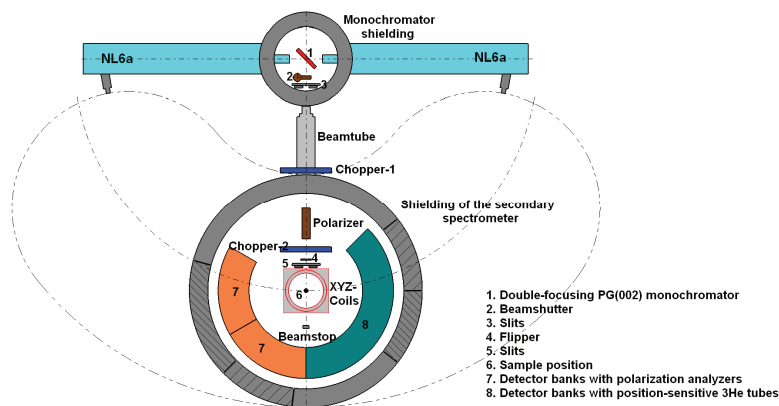 Monochromator
shielding
NL6a
NL6a
1
2
3
Beamtube
Chopper-1
Shielding of the secondary
spectrometer
Polarizer
Chopper-2
4
5
XYZ-
Coils
6
7
Beamstop
8
7
1. Double-focusing PG(002) monochromator
2. Beamshutter
3. Slits
4. Flipper
5. Slits
6. Sample position
7. Detector banks with polarization analyzers
8. Detector banks with position-sensitive 3He tubes